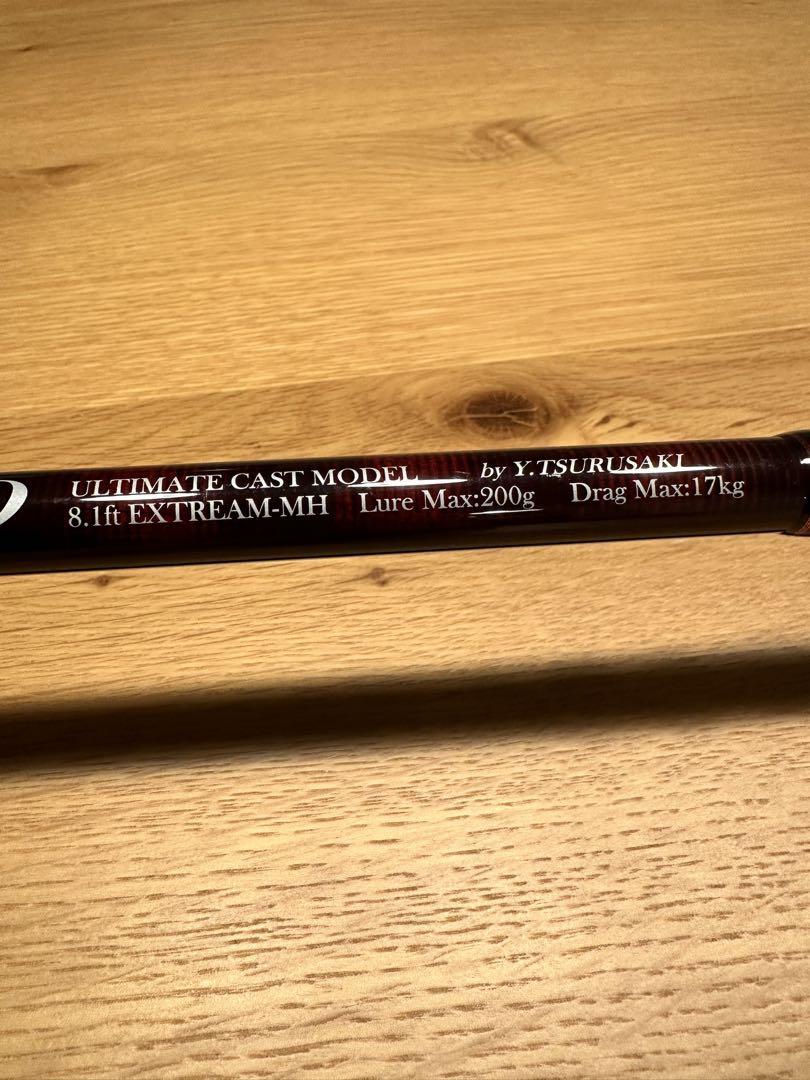 ULTIMATE CAST MODEL by Y.TSURUSAKI
8.1ft EXTREAM-MH Lure Max:200g Drag Max:17kg